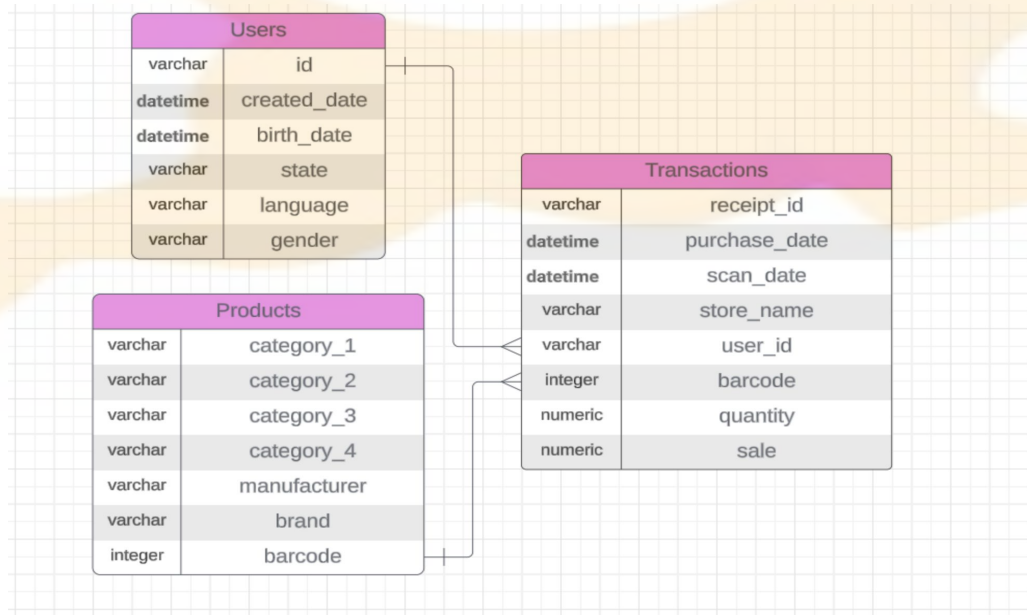 Users
varchar id
datetime created_date
datetime birth_date
varchar state
varchar language
varchar gender
Products
varchar category_1
varchar category_2
varchar category_3
varchar category_4
varchar manufacturer
varchar brand
integer barcode
Transactions
varchar receipt_id
datetime purchase_date
datetime scan_date
varchar store_name
varchar user_id
integer barcode
numeric quantity
numeric sale